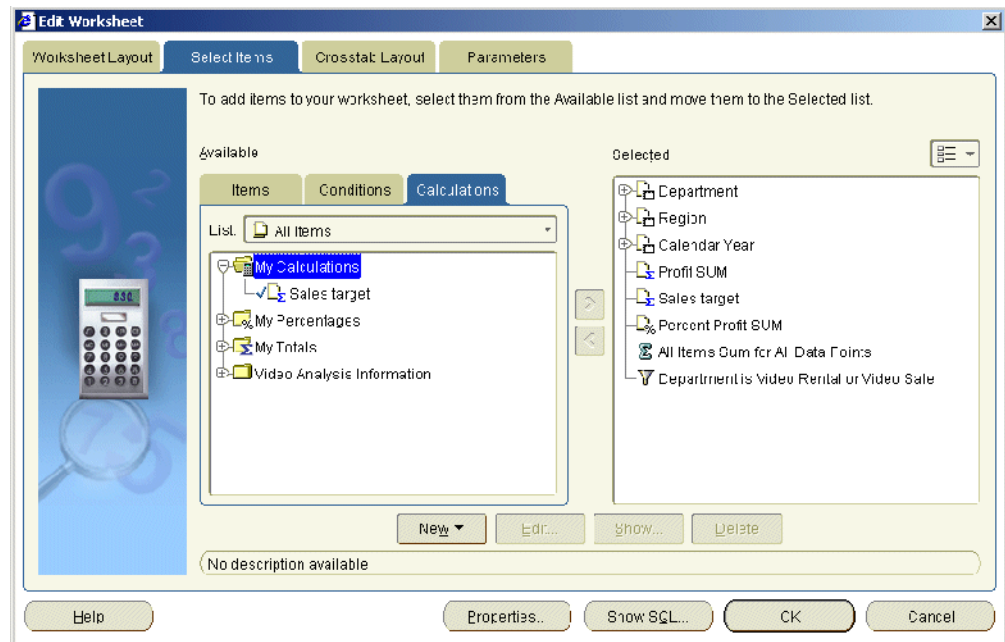 Edit Worksheet
Worksheet Layout Select Items Crosstab Layout Parameters
To add items to your worksheet, select them from the Available list and move them to the Selected list.
Available Selected
Items Conditions Calculations
List: All Items
My Calculations
Sales target
My Percentages
My Totals
Video Analysis Information
Department
Region
Calendar Year
Profit SUM
Sales target
Percent Profit SUM
All Items Sum for All Data Points
Department is Video Rental or Video Sale
New Edit... Show... Delete
No description available
Help Properties.. Show SQL... OK Cancel